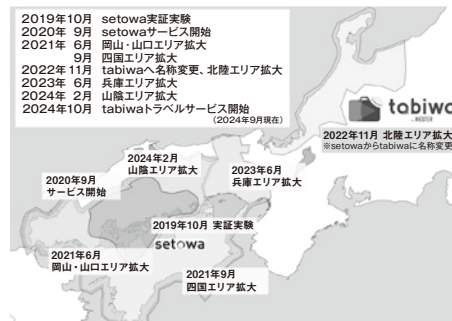 2019年10月 setowa実証実験
2020年 9月 setowaサービス開始
2021年 6月 岡山・山口エリア拡大
9月 四国エリア拡大
2022年11月 tabiwaへ名称変更、北陸エリア拡大
2023年 6月 兵庫エリア拡大
2024年 2月 山陰エリア拡大
2024年10月 tabiwaトラベルサービス開始
(2024年9月現在)
tabiwa
by WESTER
2022年11月 北陸エリア拡大
※setowaからtabiwaに名称変更
2024年2月
山陰エリア拡大
2023年6月
兵庫エリア拡大
2020年9月
サービス開始
2019年10月 実証実験
setowa
2021年6月
岡山・山口エリア拡大
2021年9月
四国エリア拡大